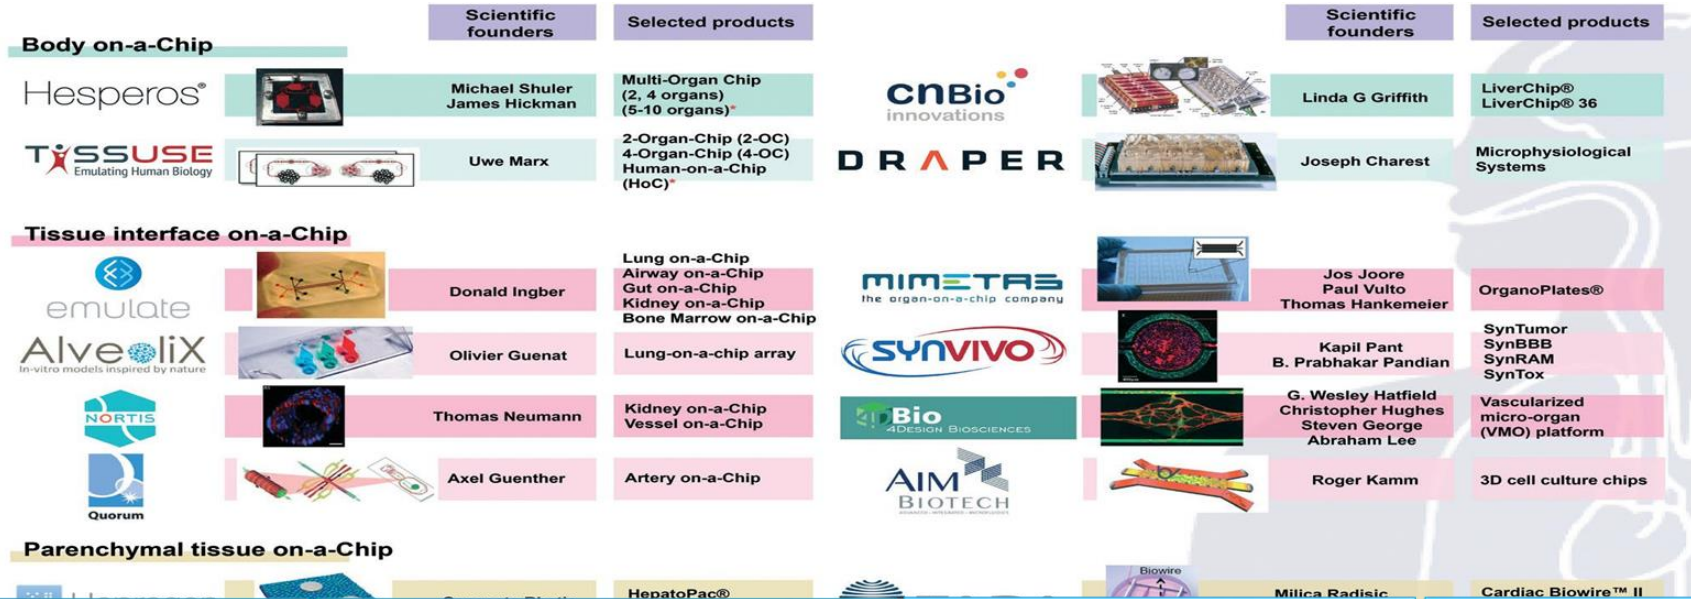 Scientific founders
Selected products
Scientific founders
Selected products
Body on-a-Chip
Hesperos®
Michael Shuler
James Hickman
Multi-Organ Chip
(2, 4 organs)
(5-10 organs)*
CNBio
innovations
Linda G Griffith
LiverChip®
LiverChip® 36
TISSUSE
Emulating Human Biology
Uwe Marx
2-Organ-Chip (2-OC)
4-Organ-Chip (4-OC)
Human-on-a-Chip
(HoC)*
DRAPER
Joseph Charest
Microphysiological
Systems
Tissue interface on-a-Chip
emulate
Donald Ingber
Lung on-a-Chip
Airway on-a-Chip
Gut on-a-Chip
Kidney on-a-Chip
Bone Marrow on-a-Chip
MIMETAS
the organ-on-a-chip company
Jos Joore
Paul Vulto
Thomas Hankemeier
OrganoPlates®
AlveoliX
In-vitro models inspired by nature
Olivier Guenat
Lung-on-a-chip array
SYNVIVO
Kapil Pant
B. Prabhakar Pandian
SynTumor
SynBBB
SynRAM
SynTox
NORTIS
Thomas Neumann
Kidney on-a-Chip
Vessel on-a-Chip
4DBio
4DESIGN BIOSCIENCES
G. Wesley Hatfield
Christopher Hughes
Steven George
Abraham Lee
Vascularized
micro-organ
(VMO) platform
Quorum
Axel Guenther
Artery on-a-Chip
AIM
BIOTECH
Roger Kamm
3D cell culture chips
Parenchymal tissue on-a-Chip
HepatoPac®
Biowire
Milica Radisic
Cardiac Biowire™ II